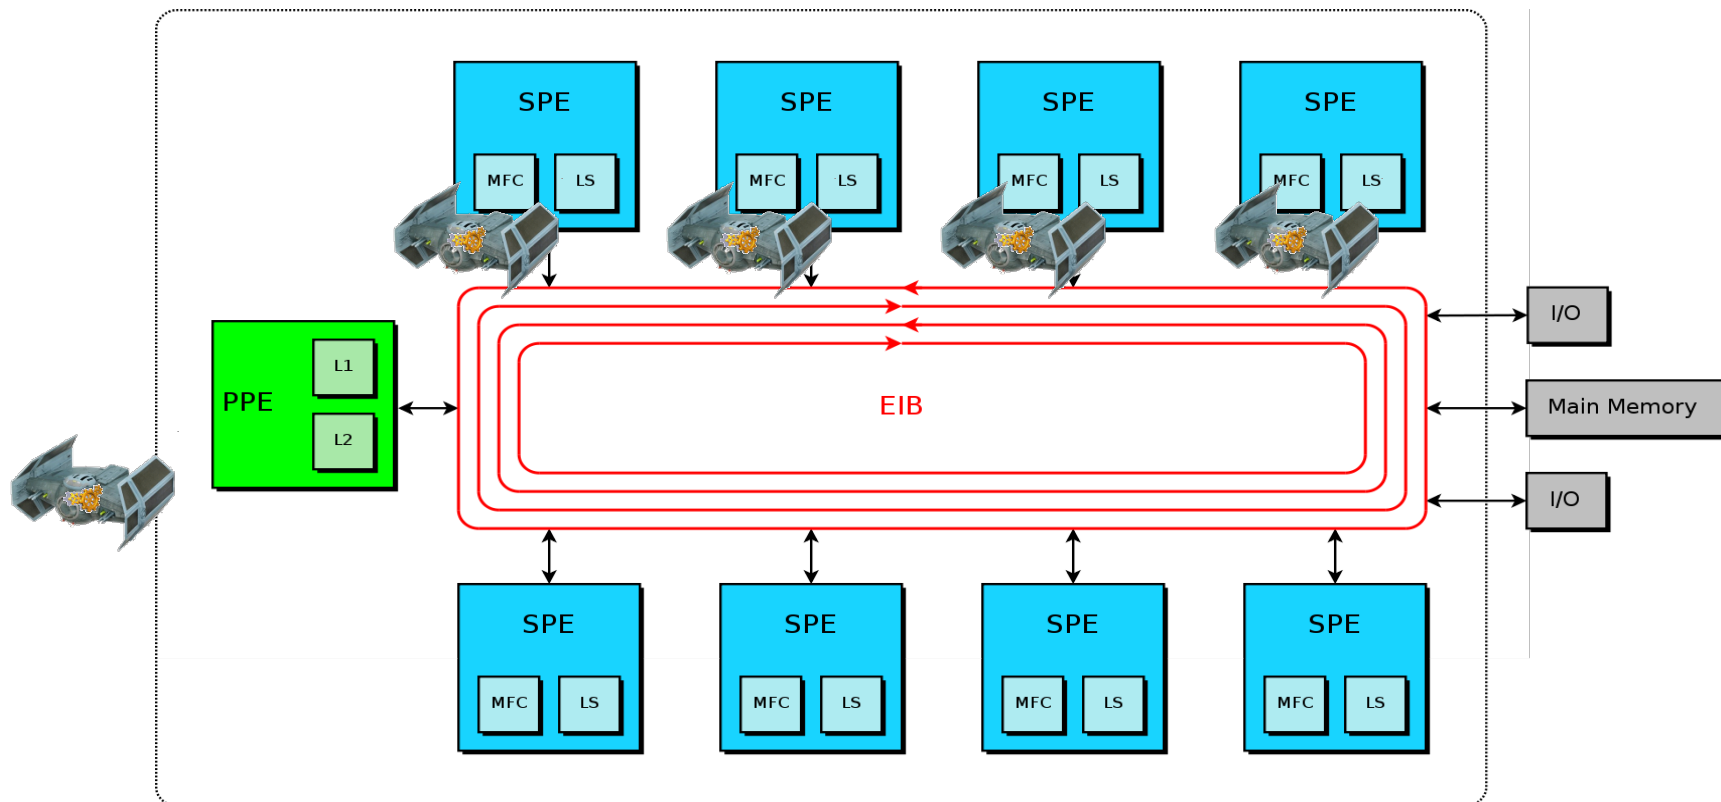 SPE SPE SPE SPE
MFC LS MFC LS MFC LS MFC LS
I/O
L1
PPE EIB Main Memory
L2
I/O
SPE SPE SPE SPE
MFC LS MFC LS MFC LS MFC LS